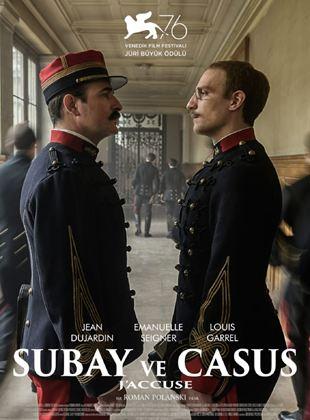 76
VENEDİK FİLM FESTİVALİ
JÜRİ BÜYÜK ÖDÜLÜ
JEAN DUJARDIN
EMANUELLE SEIGNER
LOUIS GARREL
SUBAY VE CASUS
J'ACCUSE
ROMAN POLANSKI